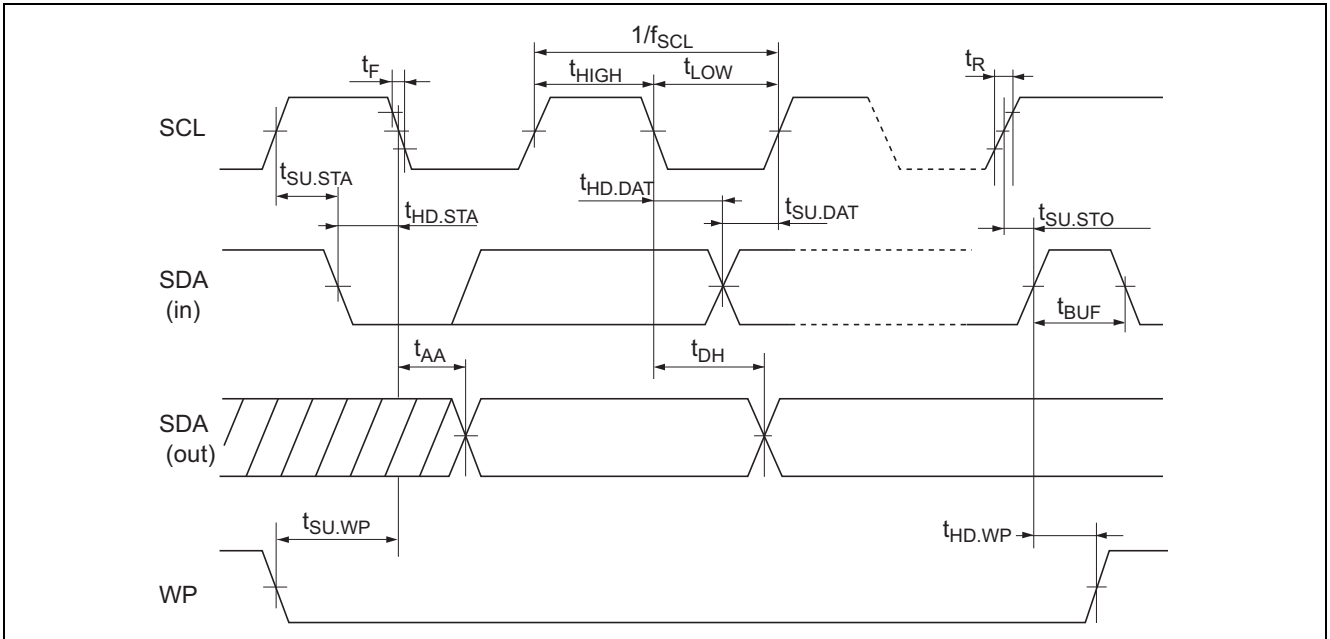 1/fSCL
tF
tHIGH
tLOW
tR
SCL
tSU.STA
tHD.DAT
tHD.STA
tSU.DAT
tSU.STO
SDA
(in)
tBUF
tAA
tDH
SDA
(out)
tSU.WP
tHD.WP
WP